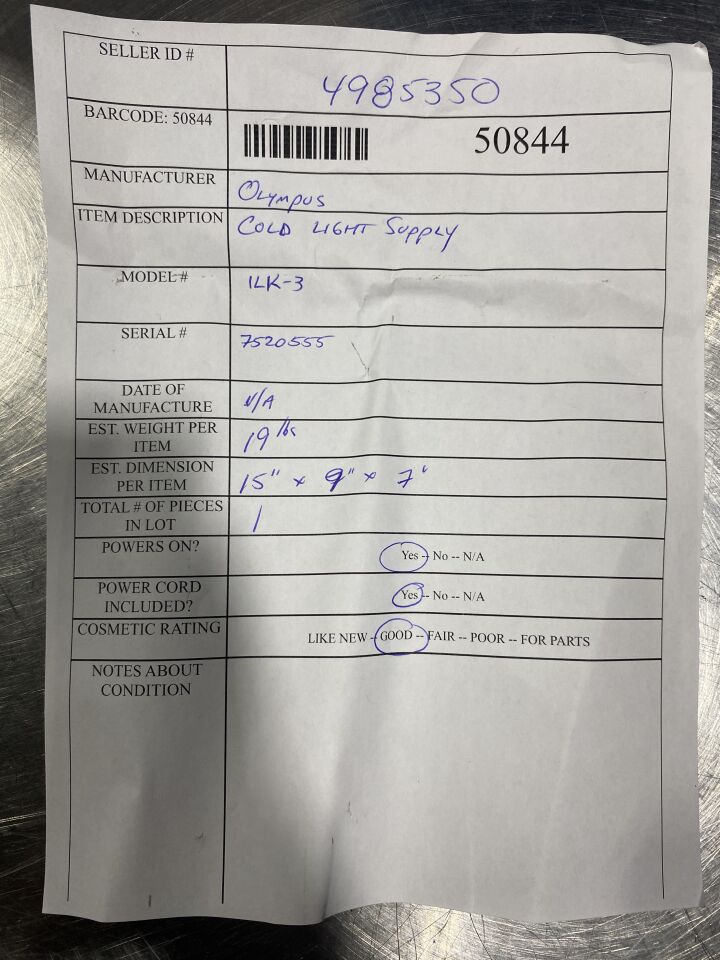 SELLER ID #
4985350
BARCODE: 50844
50844
MANUFACTURER
OLYMPUS
ITEM DESCRIPTION
COLD LIGHT SUPPLY
MODEL#
ILK-3
SERIAL #
7520555
DATE OF
MANUFACTURE
N/A
EST. WEIGHT PER
ITEM
19 lbs
EST. DIMENSION
PER ITEM
15" x 9" x 7"
TOTAL # OF PIECES
IN LOT
1
POWERS ON?
Yes -- No -- N/A
POWER CORD
INCLUDED?
Yes -- No -- N/A
COSMETIC RATING
LIKE NEW -- GOOD -- FAIR -- POOR -- FOR PARTS
NOTES ABOUT
CONDITION